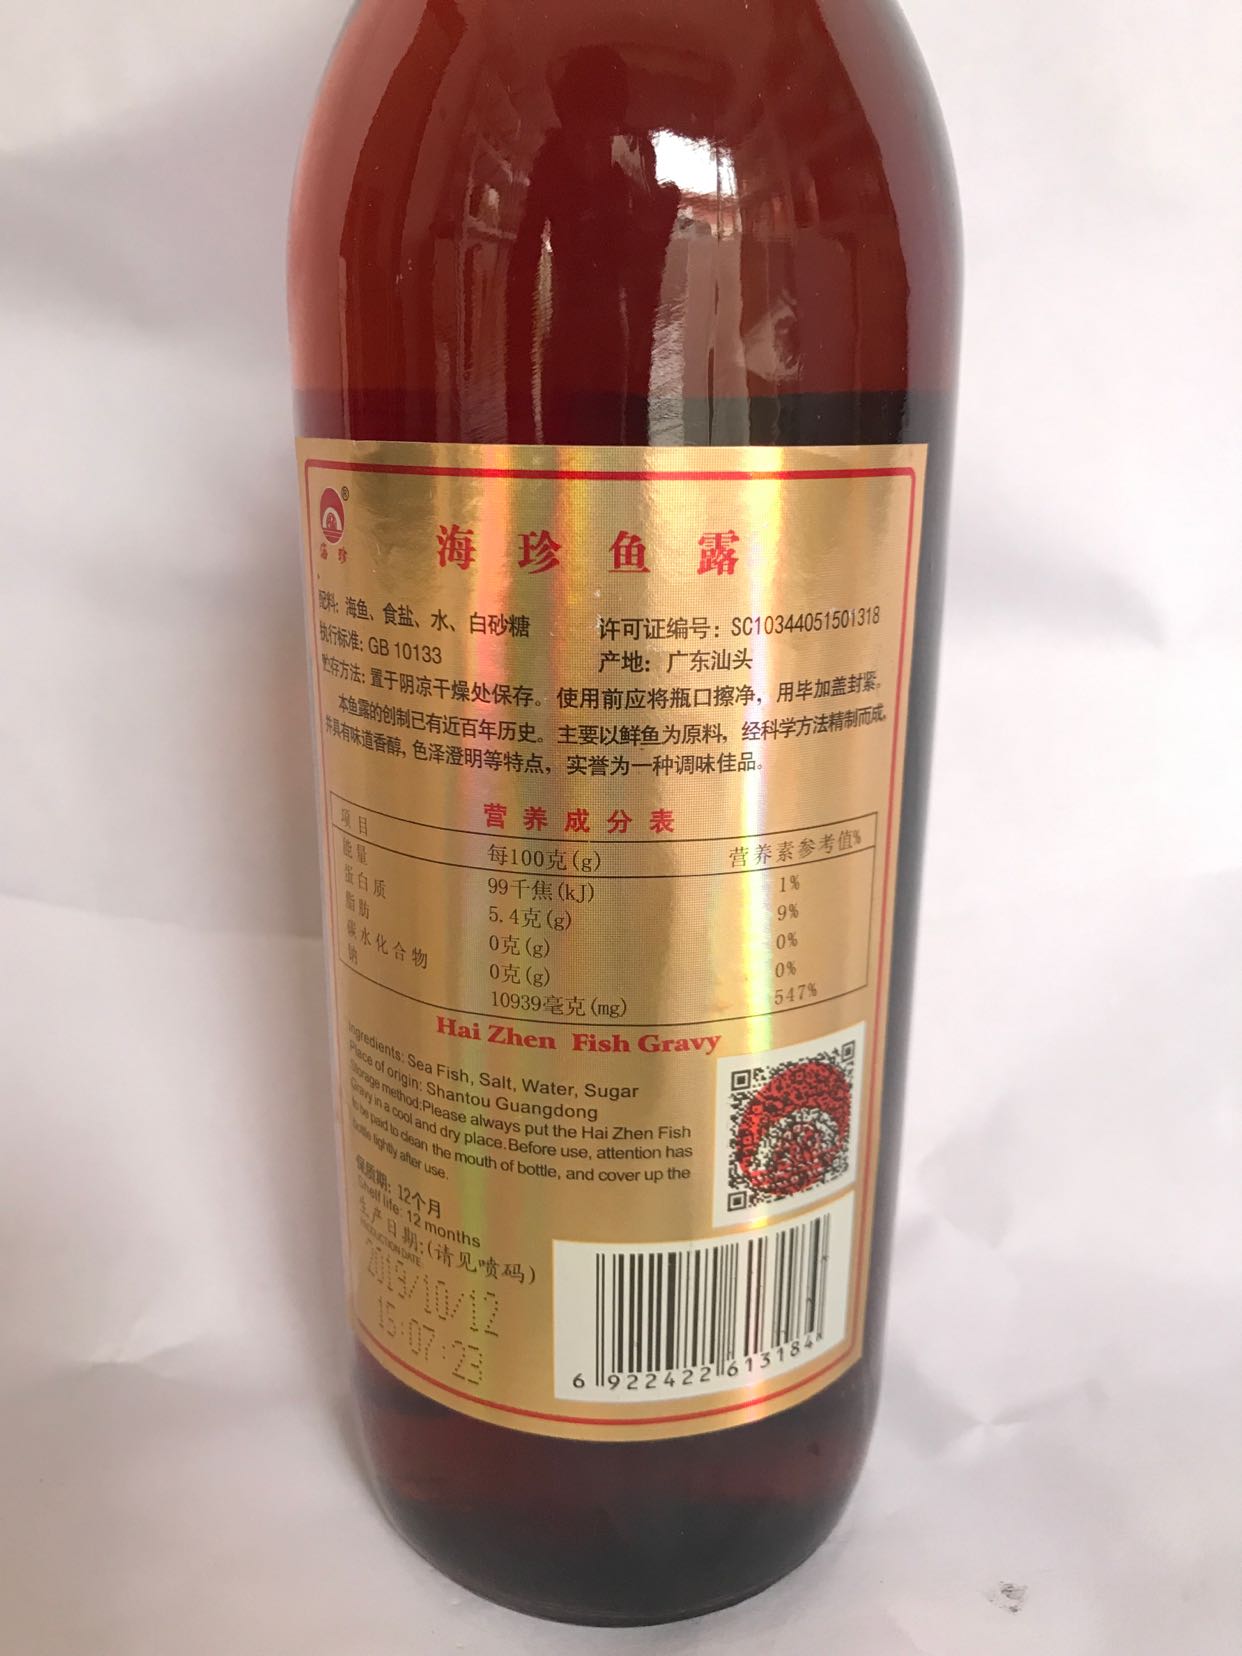 ®
海珍
海珍鱼露
配料: 海鱼、食盐、水、白砂糖
许可证编号: SC10344051501318
执行标准: GB 10133
产地: 广东汕头
贮存方法: 置于阴凉干燥处保存。使用前应将瓶口擦净，用毕加盖封紧。
本鱼露的创制已有近百年历史。主要以鲜鱼为原料，经科学方法精制而成，
并具有味道香醇，色泽澄明等特点，实誉为一种调味佳品。
营养成分表
项目 每100克(g) 营养素参考值%
能量 99千焦(kJ) 1%
蛋白质 5.4克(g) 9%
脂肪 0克(g) 0%
碳水化合物 0克(g) 0%
钠 10939毫克(mg) 547%
Hai Zhen Fish Gravy
Ingredients: Sea Fish, Salt, Water, Sugar
Place of origin: Shantou Guangdong
Storage method:Please always put the Hai Zhen Fish
Gravy in a cool and dry place.Before use, attention has
to be paid to clean the mouth of bottle, and cover up the
bottle tightly after use.
保质期: 12个月
Shelf life: 12 months
生产日期:(请见喷码)
PRODUCTION DATE
/10/12
15:07:23
6 922422 613184